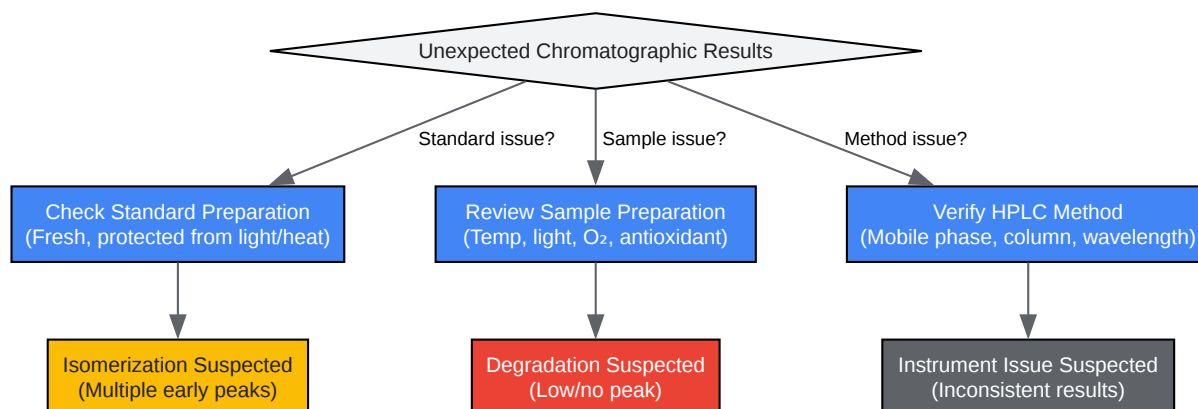 Unexpected Chromatographic Results
Standard issue?
Sample issue?
Method issue?
Check Standard Preparation
(Fresh, protected from light/heat)
Review Sample Preparation
(Temp, light, O₂, antioxidant)
Verify HPLC Method
(Mobile phase, column, wavelength)
Isomerization Suspected
(Multiple early peaks)
Degradation Suspected
(Low/no peak)
Instrument Issue Suspected
(Inconsistent results)